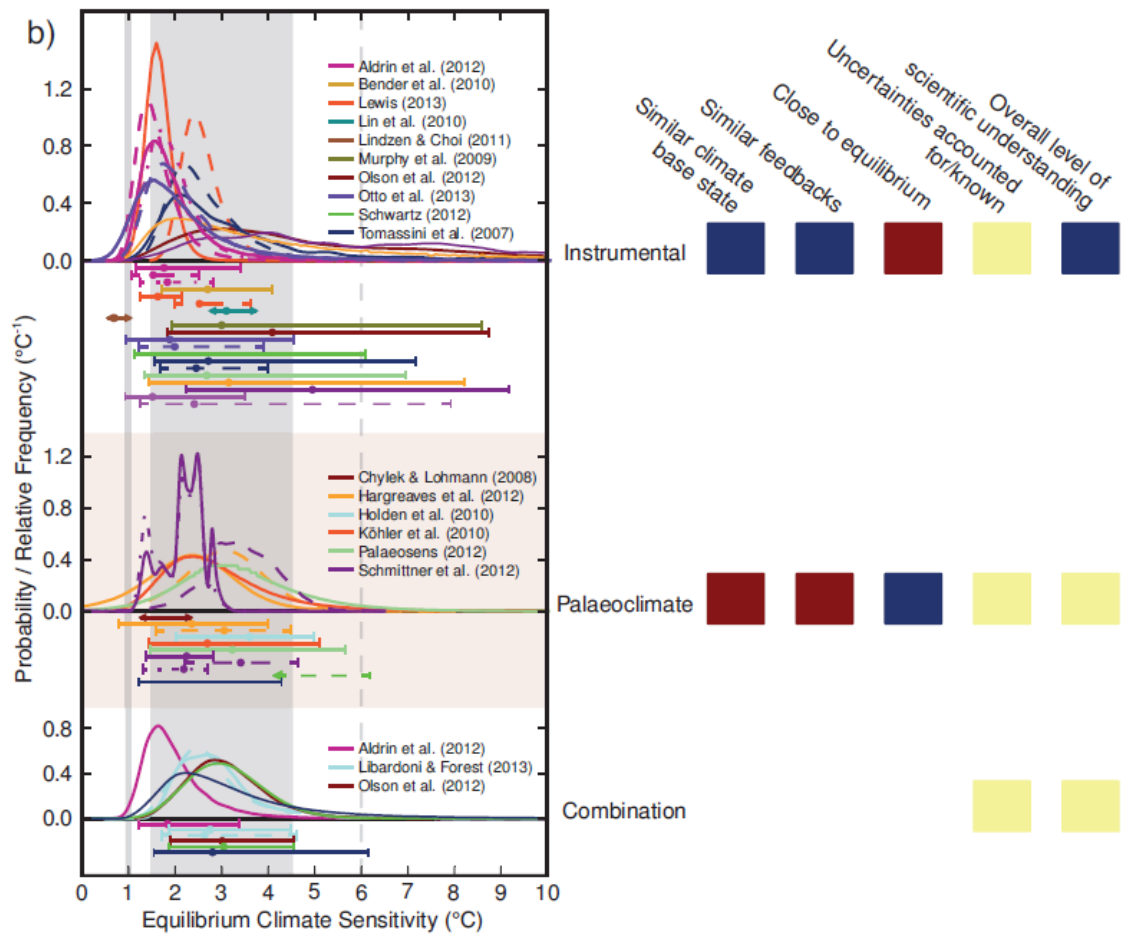 b)
Probability / Relative Frequency (°C⁻¹)
1.2
0.8
0.4
0.0
Aldrin et al. (2012)
Bender et al. (2010)
Lewis (2013)
Lin et al. (2010)
Lindzen & Choi (2011)
Murphy et al. (2009)
Olson et al. (2012)
Otto et al. (2013)
Schwartz (2012)
Tomassini et al. (2007)
1.2
0.8
0.4
0.0
Chylek & Lohmann (2008)
Hargreaves et al. (2012)
Holden et al. (2010)
Köhler et al. (2010)
Palaeosens (2012)
Schmittner et al. (2012)
0.8
0.4
0.0
Aldrin et al. (2012)
Libardoni & Forest (2013)
Olson et al. (2012)
0 1 2 3 4 5 6 7 8 9 10
Equilibrium Climate Sensitivity (°C)
Similar climate
base state
Similar feedbacks
Close to equilibrium
Uncertainties accounted
for/known
Overall level of
scientific understanding
Instrumental
Palaeoclimate
Combination